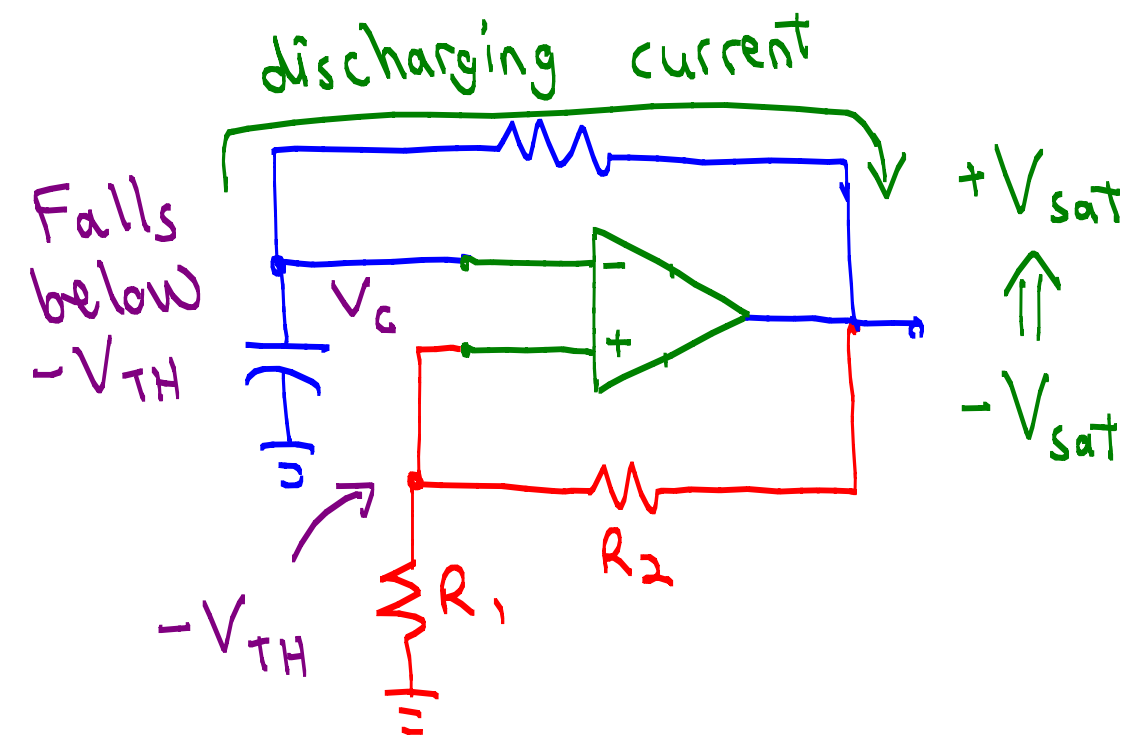 discharging current
+Vsat
Falls
below
-VTH
Vc
-
+
-Vsat
R2
R1
-VTH